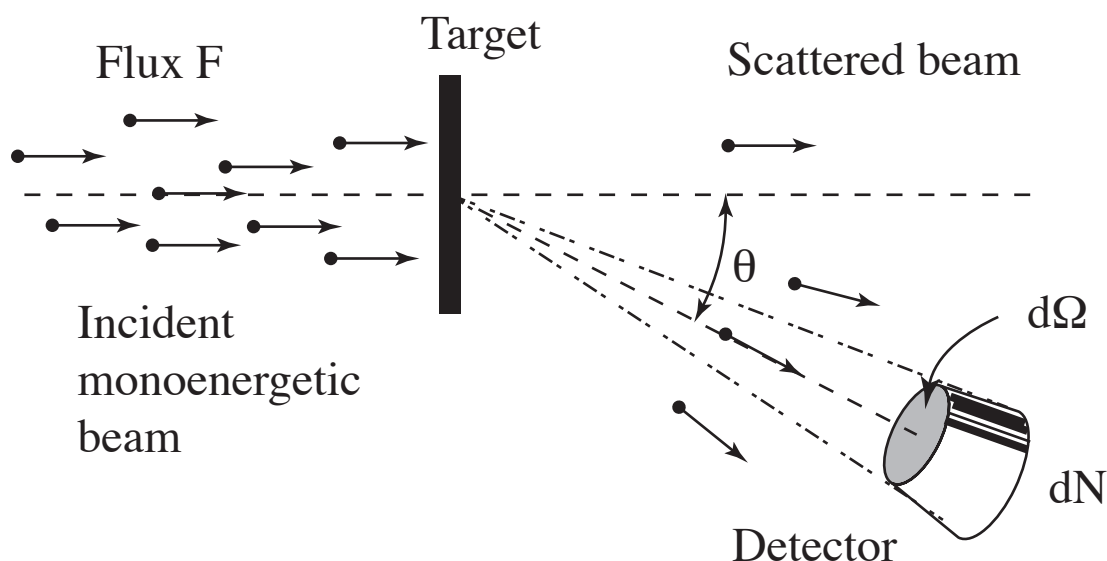 Target
Flux F
Scattered beam
θ
dΩ
Incident
monoenergetic
beam
dN
Detector